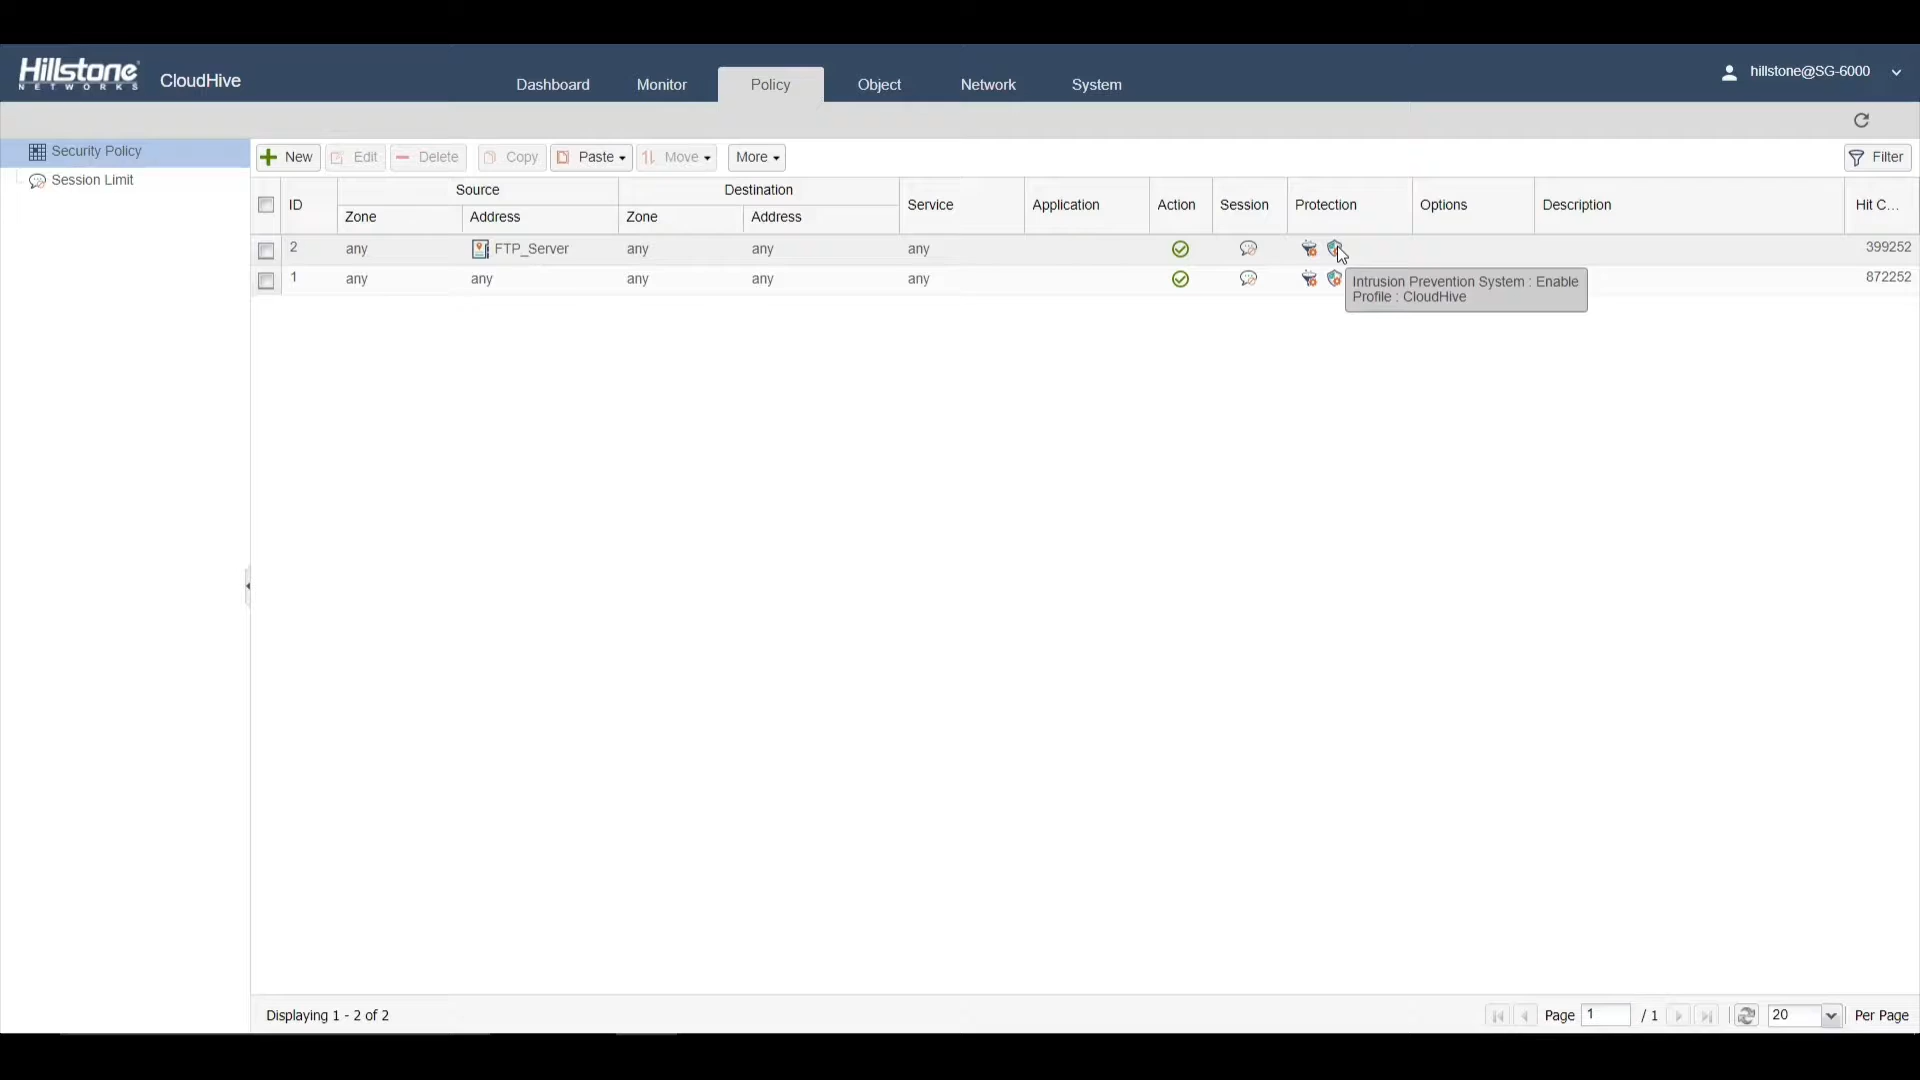 Hillstone
NETWORKS
CloudHive
Dashboard Monitor Policy Object Network System
hillstone@SG-6000
Security Policy
Session Limit
New Edit Delete Copy Paste Move More Filter
ID Source Destination Service Application Action Session Protection Options Description Hit C...
Zone Address Zone Address
2 any FTP_Server any any any 399252
1 any any any any any 872252
Intrusion Prevention System : Enable
Profile : CloudHive
Displaying 1 - 2 of 2
Page 1 / 1 20 Per Page